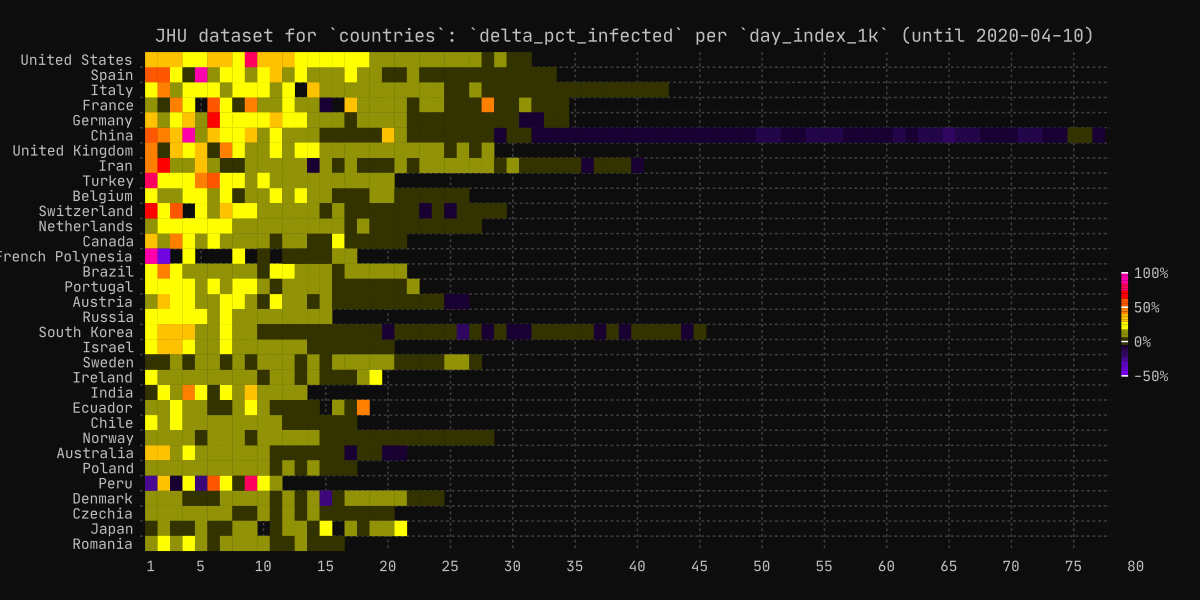 JHU dataset for `countries`: `delta_pct_infected` per `day_index_1k` (until 2020-04-10)
United States
Spain
Italy
France
Germany
China
United Kingdom
Iran
Turkey
Belgium
Switzerland
Netherlands
Canada
French Polynesia
Brazil
Portugal
Austria
Russia
South Korea
Israel
Sweden
Ireland
India
Ecuador
Chile
Norway
Australia
Poland
Peru
Denmark
Czechia
Japan
Romania
100%
50%
0%
-50%
1 5 10 15 20 25 30 35 40 45 50 55 60 65 70 75 80